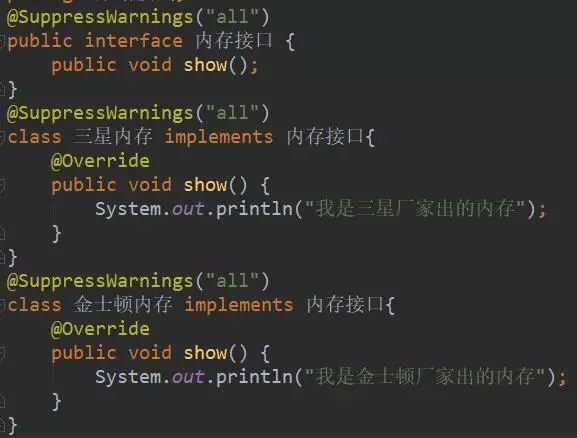 @SuppressWarnings("all")
public interface 内存接口 {
    public void show();
}
@SuppressWarnings("all")
class 三星内存 implements 内存接口{
    @Override
    public void show() {
        System.out.println("我是三星厂家出的内存");
    }
}
@SuppressWarnings("all")
class 金士顿内存 implements 内存接口{
    @Override
    public void show() {
        System.out.println("我是金士顿厂家出的内存");
    }
}